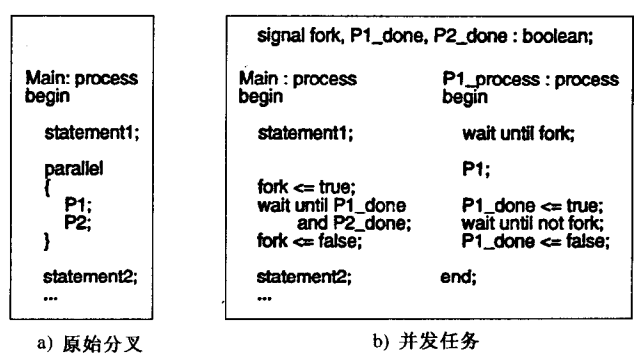 Main: process
begin
statement1;
parallel
{
P1;
P2;
}
statement2;
...
a) 原始分叉
signal fork, P1_done, P2_done : boolean;
Main : process
begin
statement1;
fork <= true;
wait until P1_done
and P2_done;
fork <= false;
statement2;
...
P1_process : process
begin
wait until fork;
P1;
P1_done <= true;
wait until not fork;
P1_done <= false;
end;
b) 并发任务